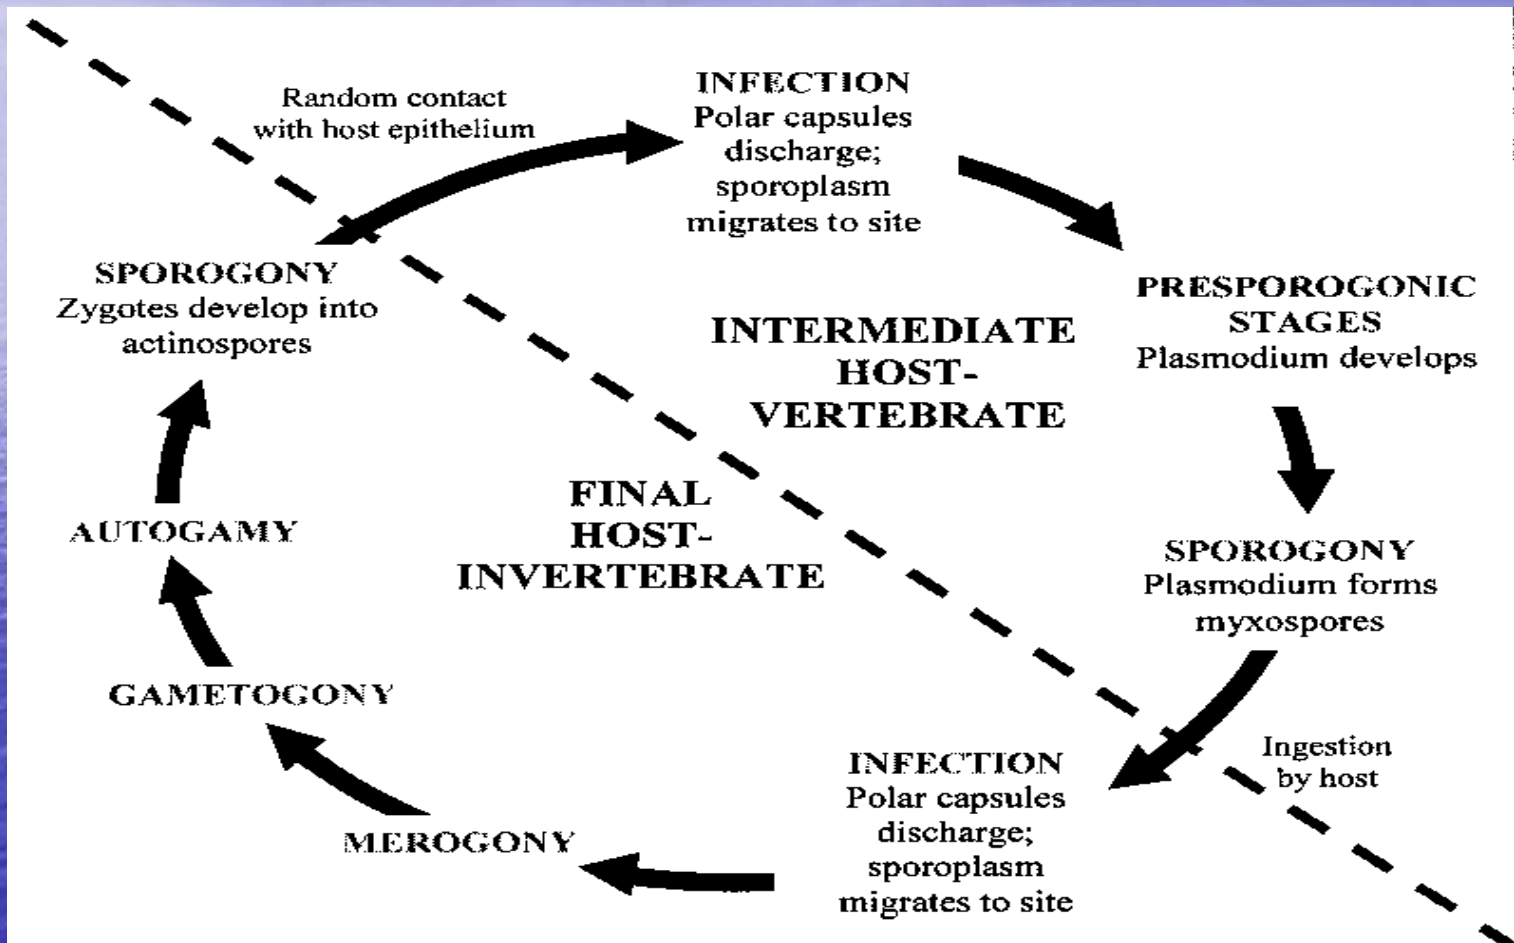 Random contact
with host epithelium
INFECTION
Polar capsules
discharge;
sporoplasm
migrates to site
PRESPOROGONIC
STAGES
Plasmodium develops
SPOROGONY
Plasmodium forms
myxospores
Ingestion
by host
INFECTION
Polar capsules
discharge;
sporoplasm
migrates to site
MEROGONY
GAMETOGONY
AUTOGAMY
SPOROGONY
Zygotes develop into
actinospores
INTERMEDIATE
HOST-
VERTEBRATE
FINAL
HOST-
INVERTEBRATE